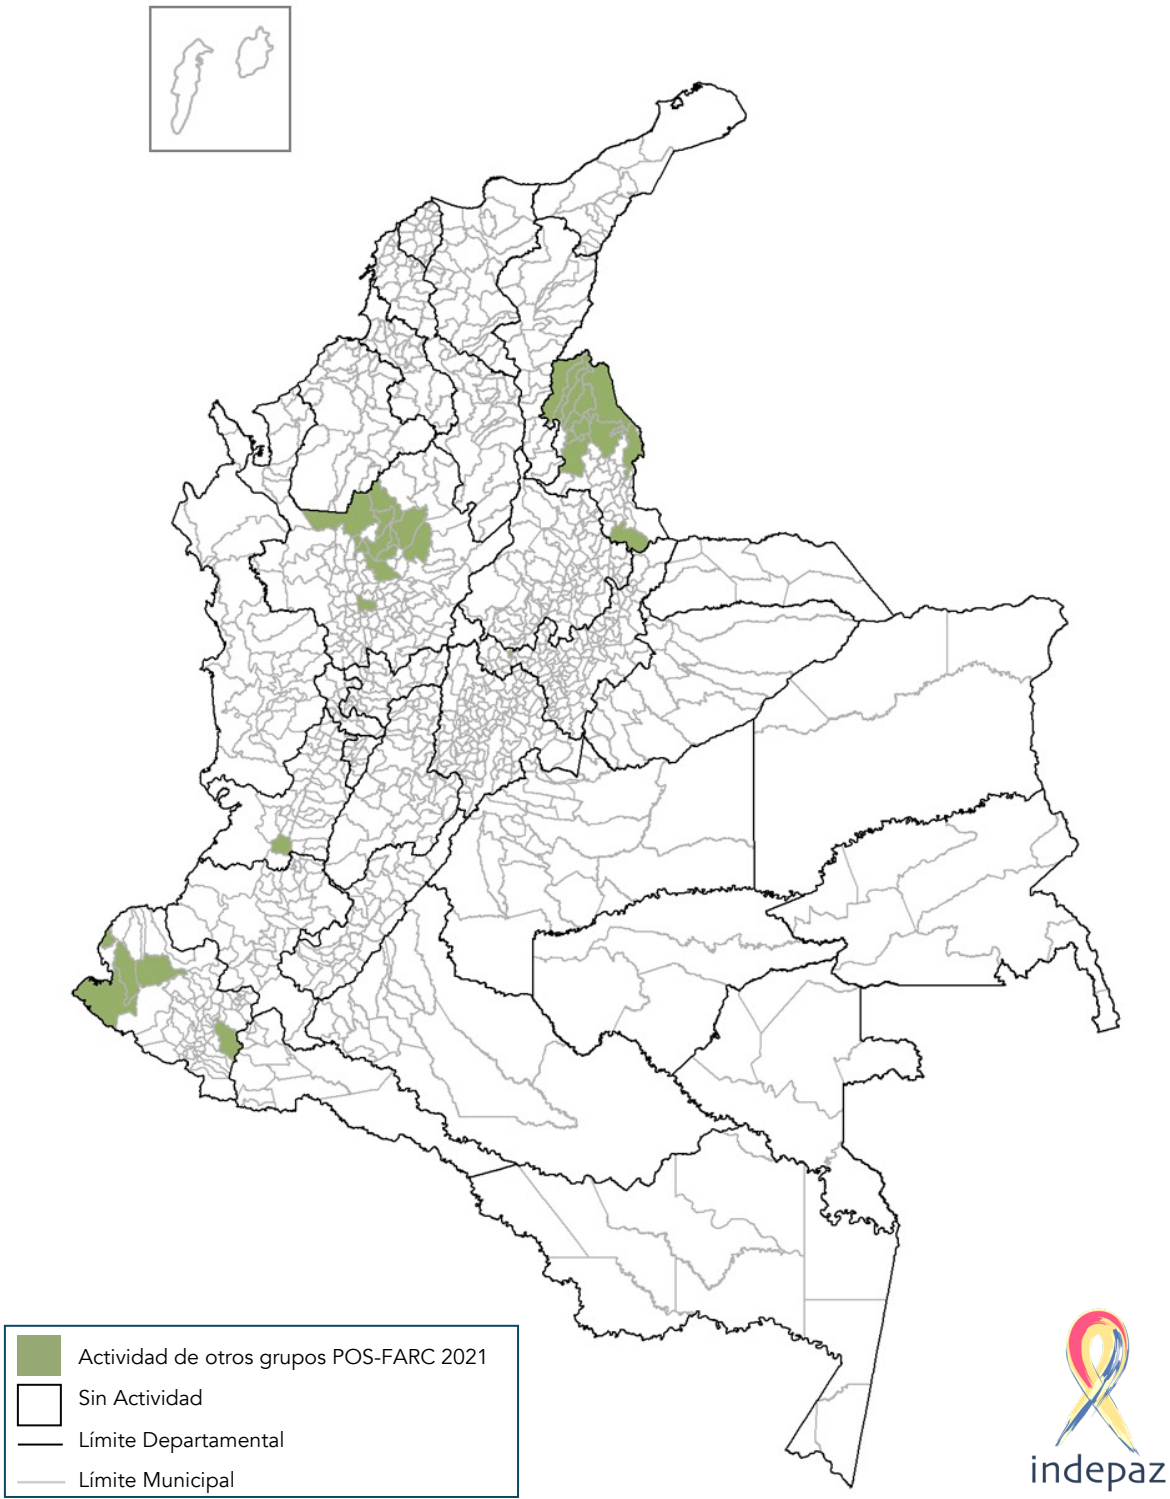 Actividad de otros grupos POS-FARC 2021
Sin Actividad
Límite Departamental
Límite Municipal
indepaz